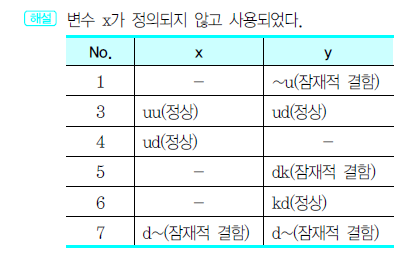 해설 변수 x가 정의되지 않고 사용되었다.
No. x y
1 – ~u(잠재적 결함)
3 uu(정상) ud(정상)
4 ud(정상) –
5 – dk(잠재적 결함)
6 – kd(정상)
7 d~(잠재적 결함) d~(잠재적 결함)